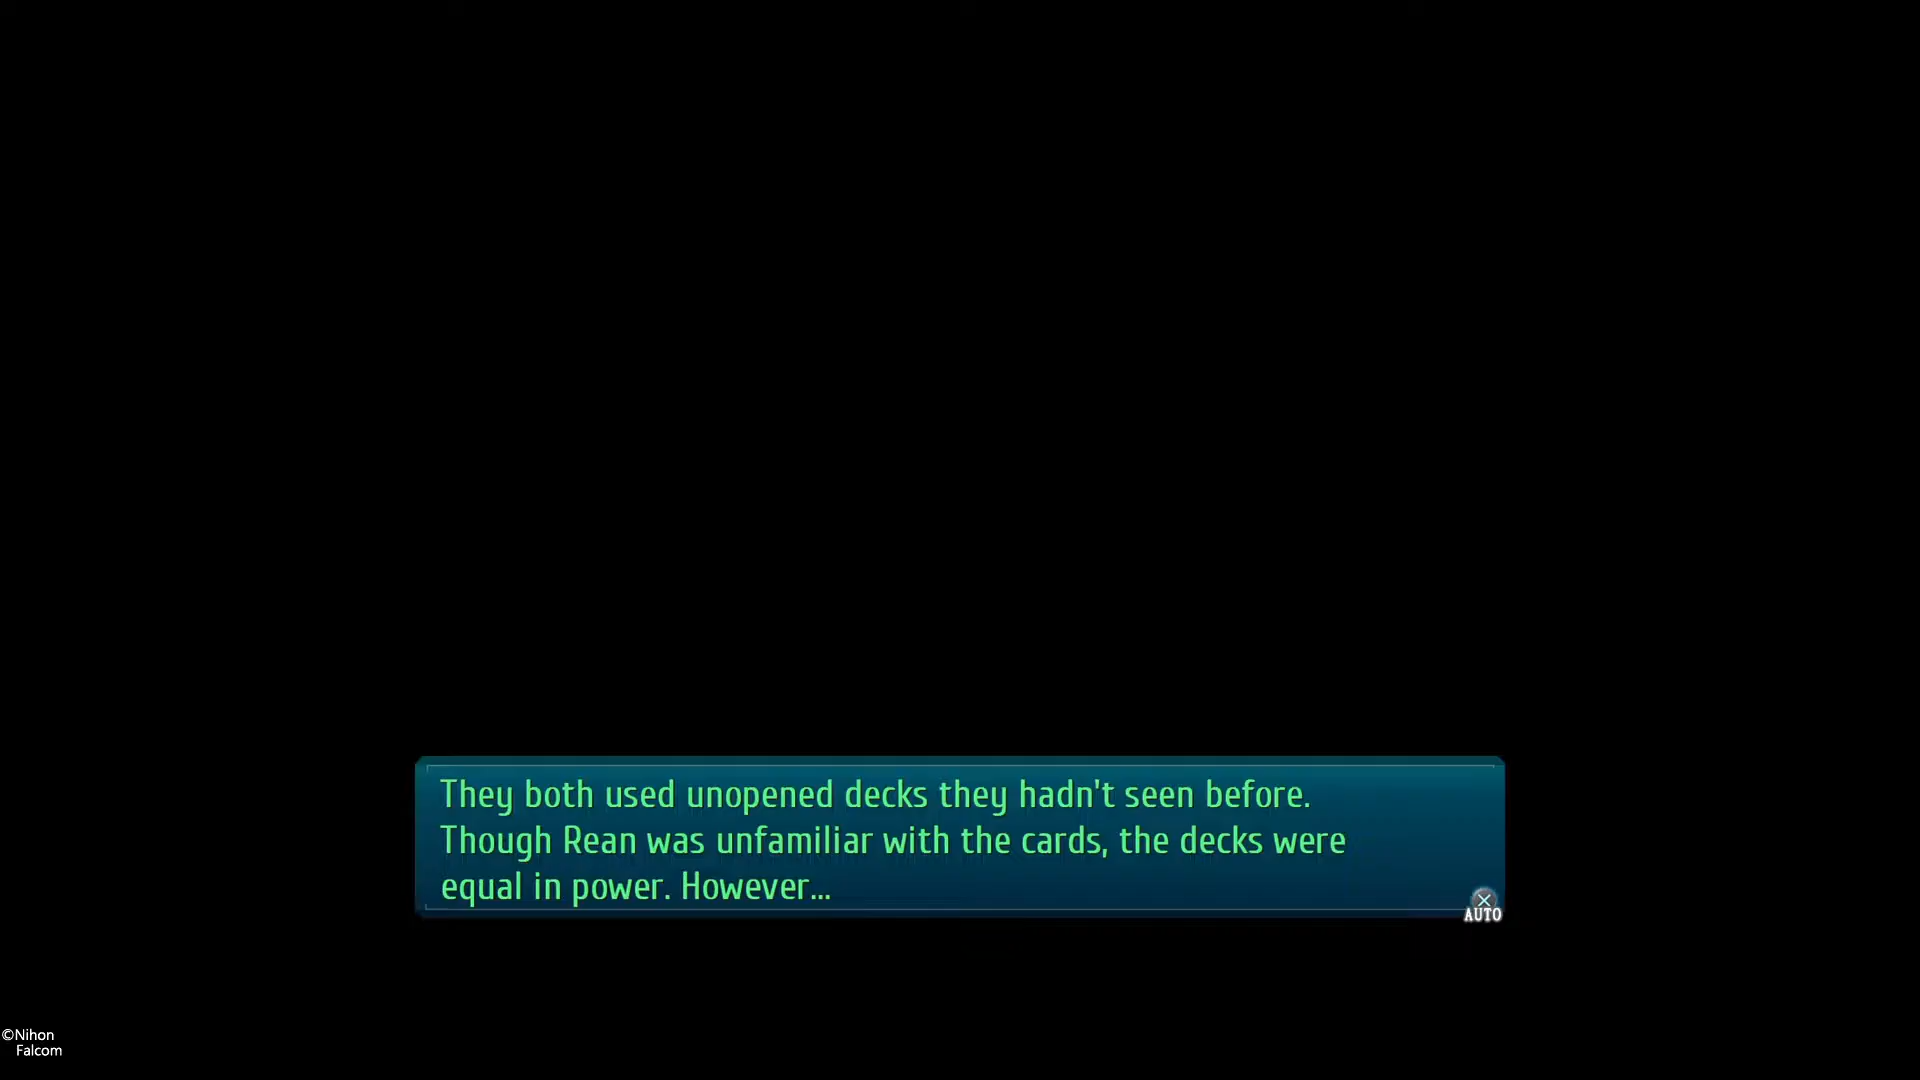 They both used unopened decks they hadn't seen before.
Though Rean was unfamiliar with the cards, the decks were
equal in power. However...
AUTO
©Nihon
Falcom